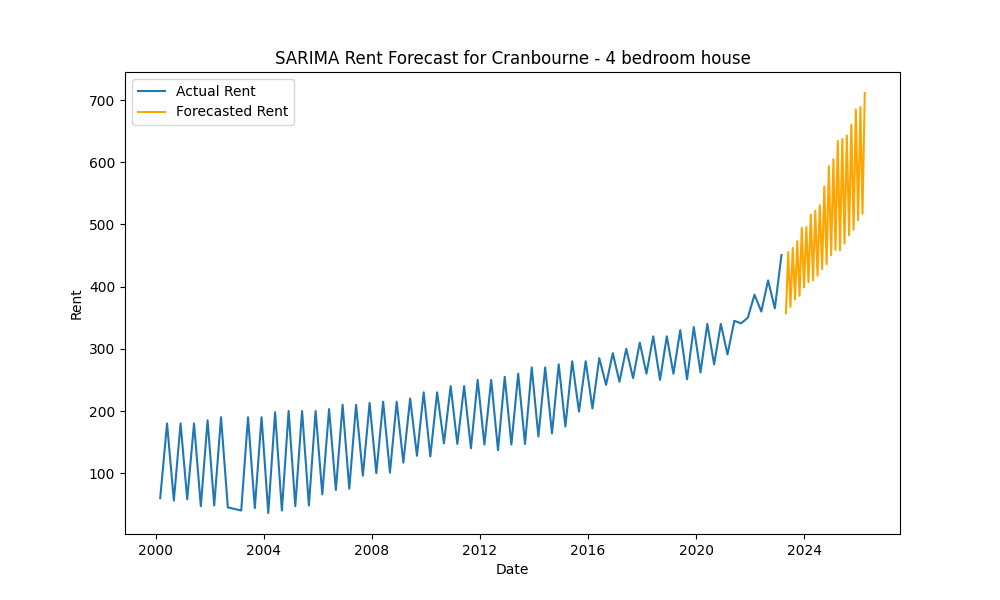 SARIMA Rent Forecast for Cranbourne - 4 bedroom house
Actual Rent
Forecasted Rent
700
600
500
400
300
200
100
Rent
2000 2004 2008 2012 2016 2020 2024
Date